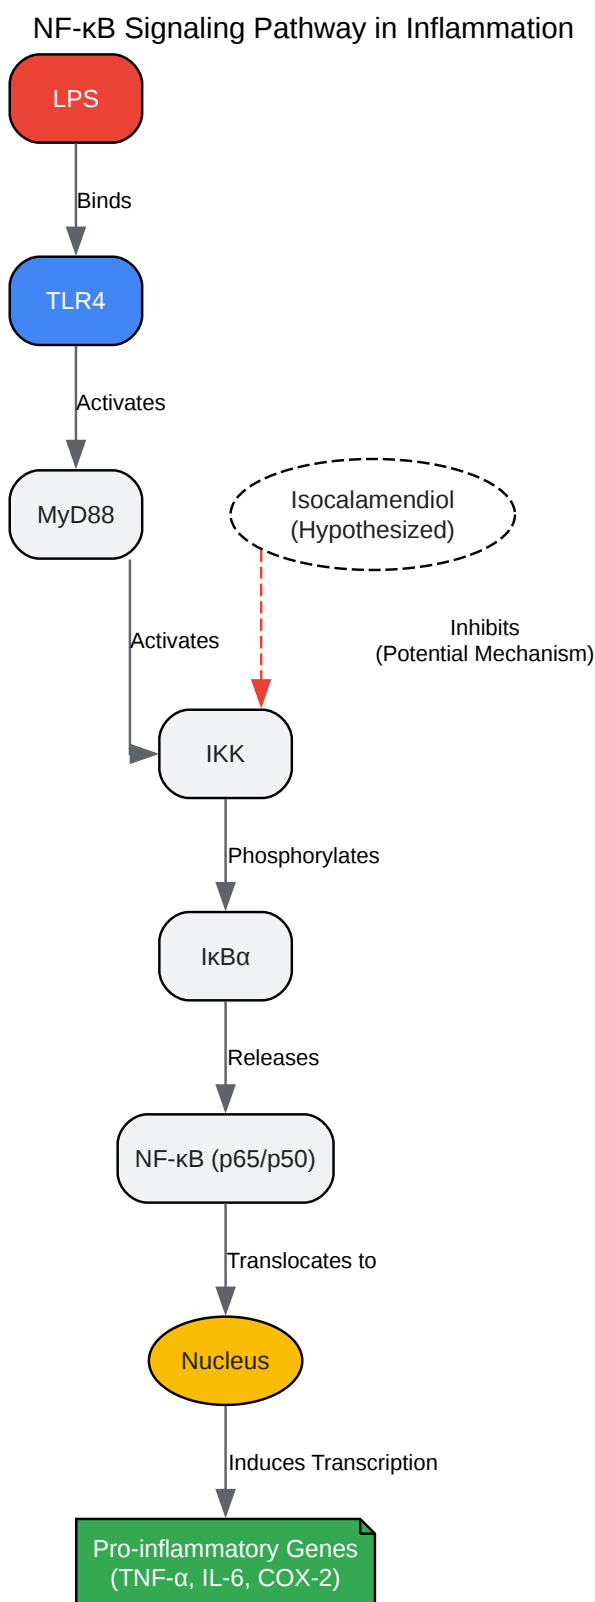 NF-κB Signaling Pathway in Inflammation
LPS
Binds
TLR4
Activates
MyD88
Isocalamendiol
(Hypothesized)
Inhibits
(Potential Mechanism)
Activates
IKK
Phosphorylates
IκBα
Releases
NF-κB (p65/p50)
Translocates to
Nucleus
Induces Transcription
Pro-inflammatory Genes
(TNF-α, IL-6, COX-2)